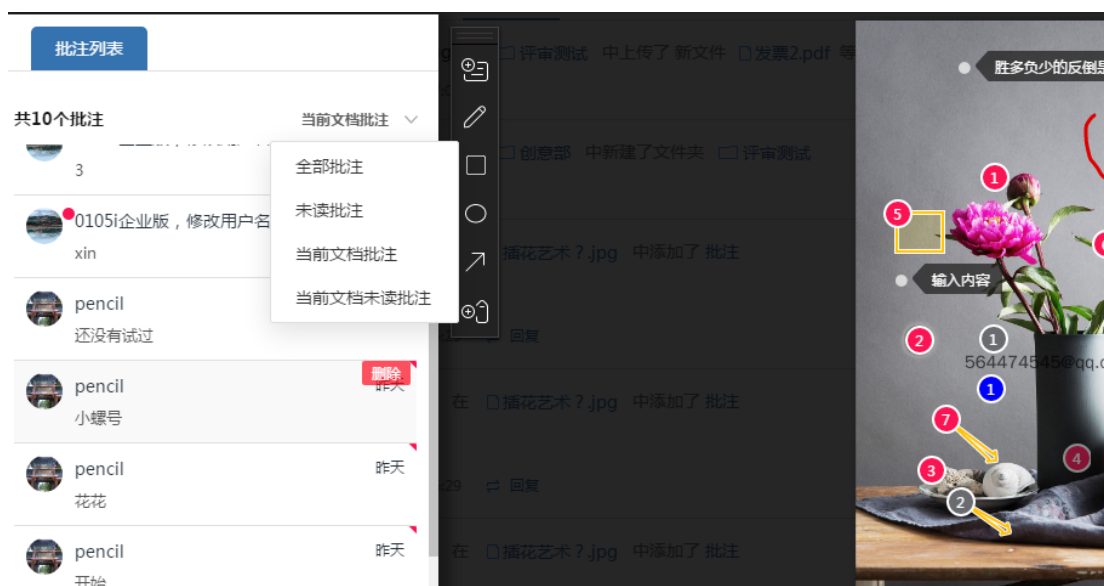 批注列表
共10个批注
当前文档批注
全部批注
未读批注
当前文档批注
当前文档未读批注
3
0105i企业版，修改用户名
xin
pencil
还没有试过
pencil
删除
昨天
小螺号
pencil
昨天
花花
pencil
昨天
开始
评审测试 中上传了 新文件 发票2.pdf 等
创意部 中新建了文件夹 评审测试
插花艺术？.jpg 中添加了 批注
回复
在 插花艺术？.jpg 中添加了 批注
:29 回复
在 插花艺术？.jpg 中添加了 批注
胜多负少的反倒是
1
5
6
输入内容
2
1
564474545@qq.c
1
7
4
3
2